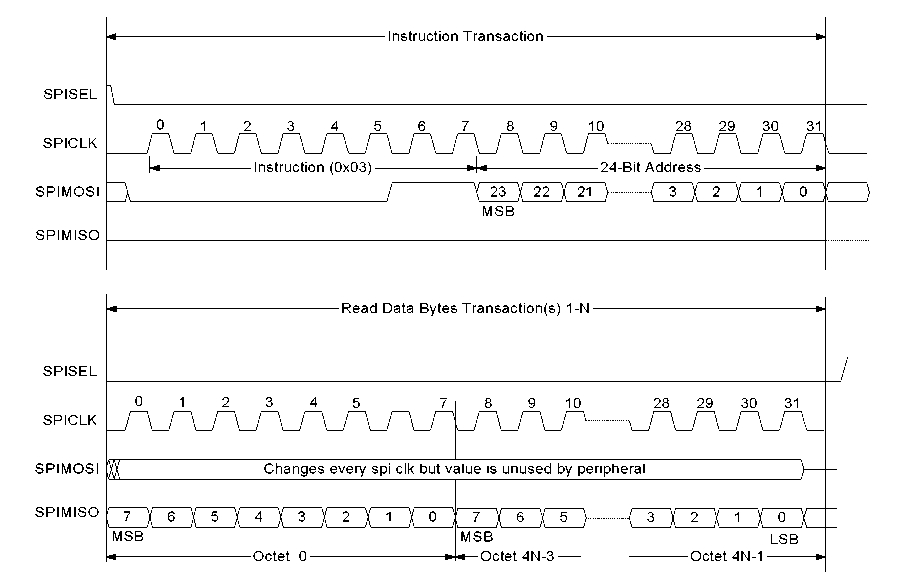 Instruction Transaction
SPISEL
0 1 2 3 4 5 6 7 8 9 10 28 29 30 31
SPICLK
Instruction (0x03) 24-Bit Address
SPIMOSI 23 22 21 3 2 1 0
MSB
SPIMISO
Read Data Bytes Transaction(s) 1-N
SPISEL
0 1 2 3 4 5 7 8 9 10 28 29 30 31
SPICLK
SPIMOSI Changes every spi clk but value is unused by peripheral
SPIMISO 7 6 5 4 3 2 1 0 7 6 5 3 2 1 0
MSB MSB LSB
Octet 0 Octet 4N-3 Octet 4N-1